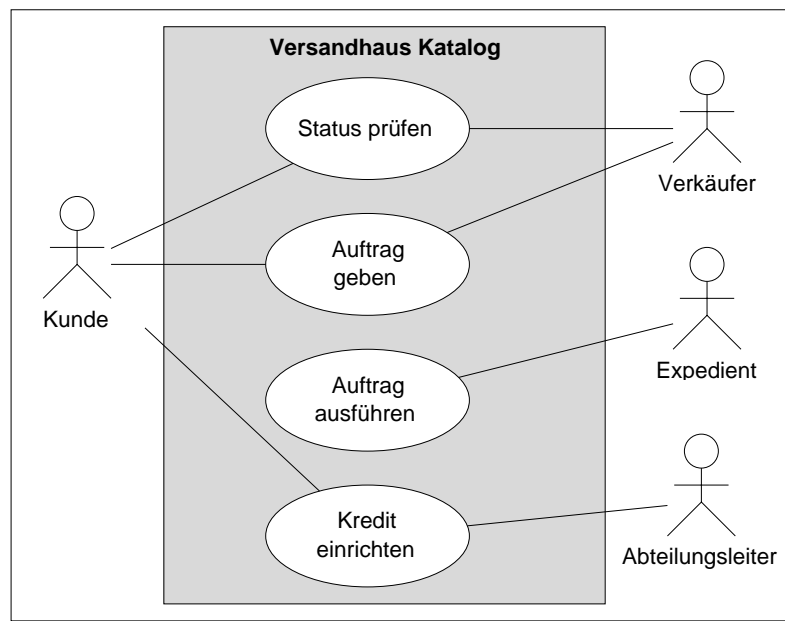 Versandhaus Katalog
Status prüfen
Verkäufer
Auftrag
geben
Kunde
Expedient
Auftrag
ausführen
Kredit
einrichten
Abteilungsleiter